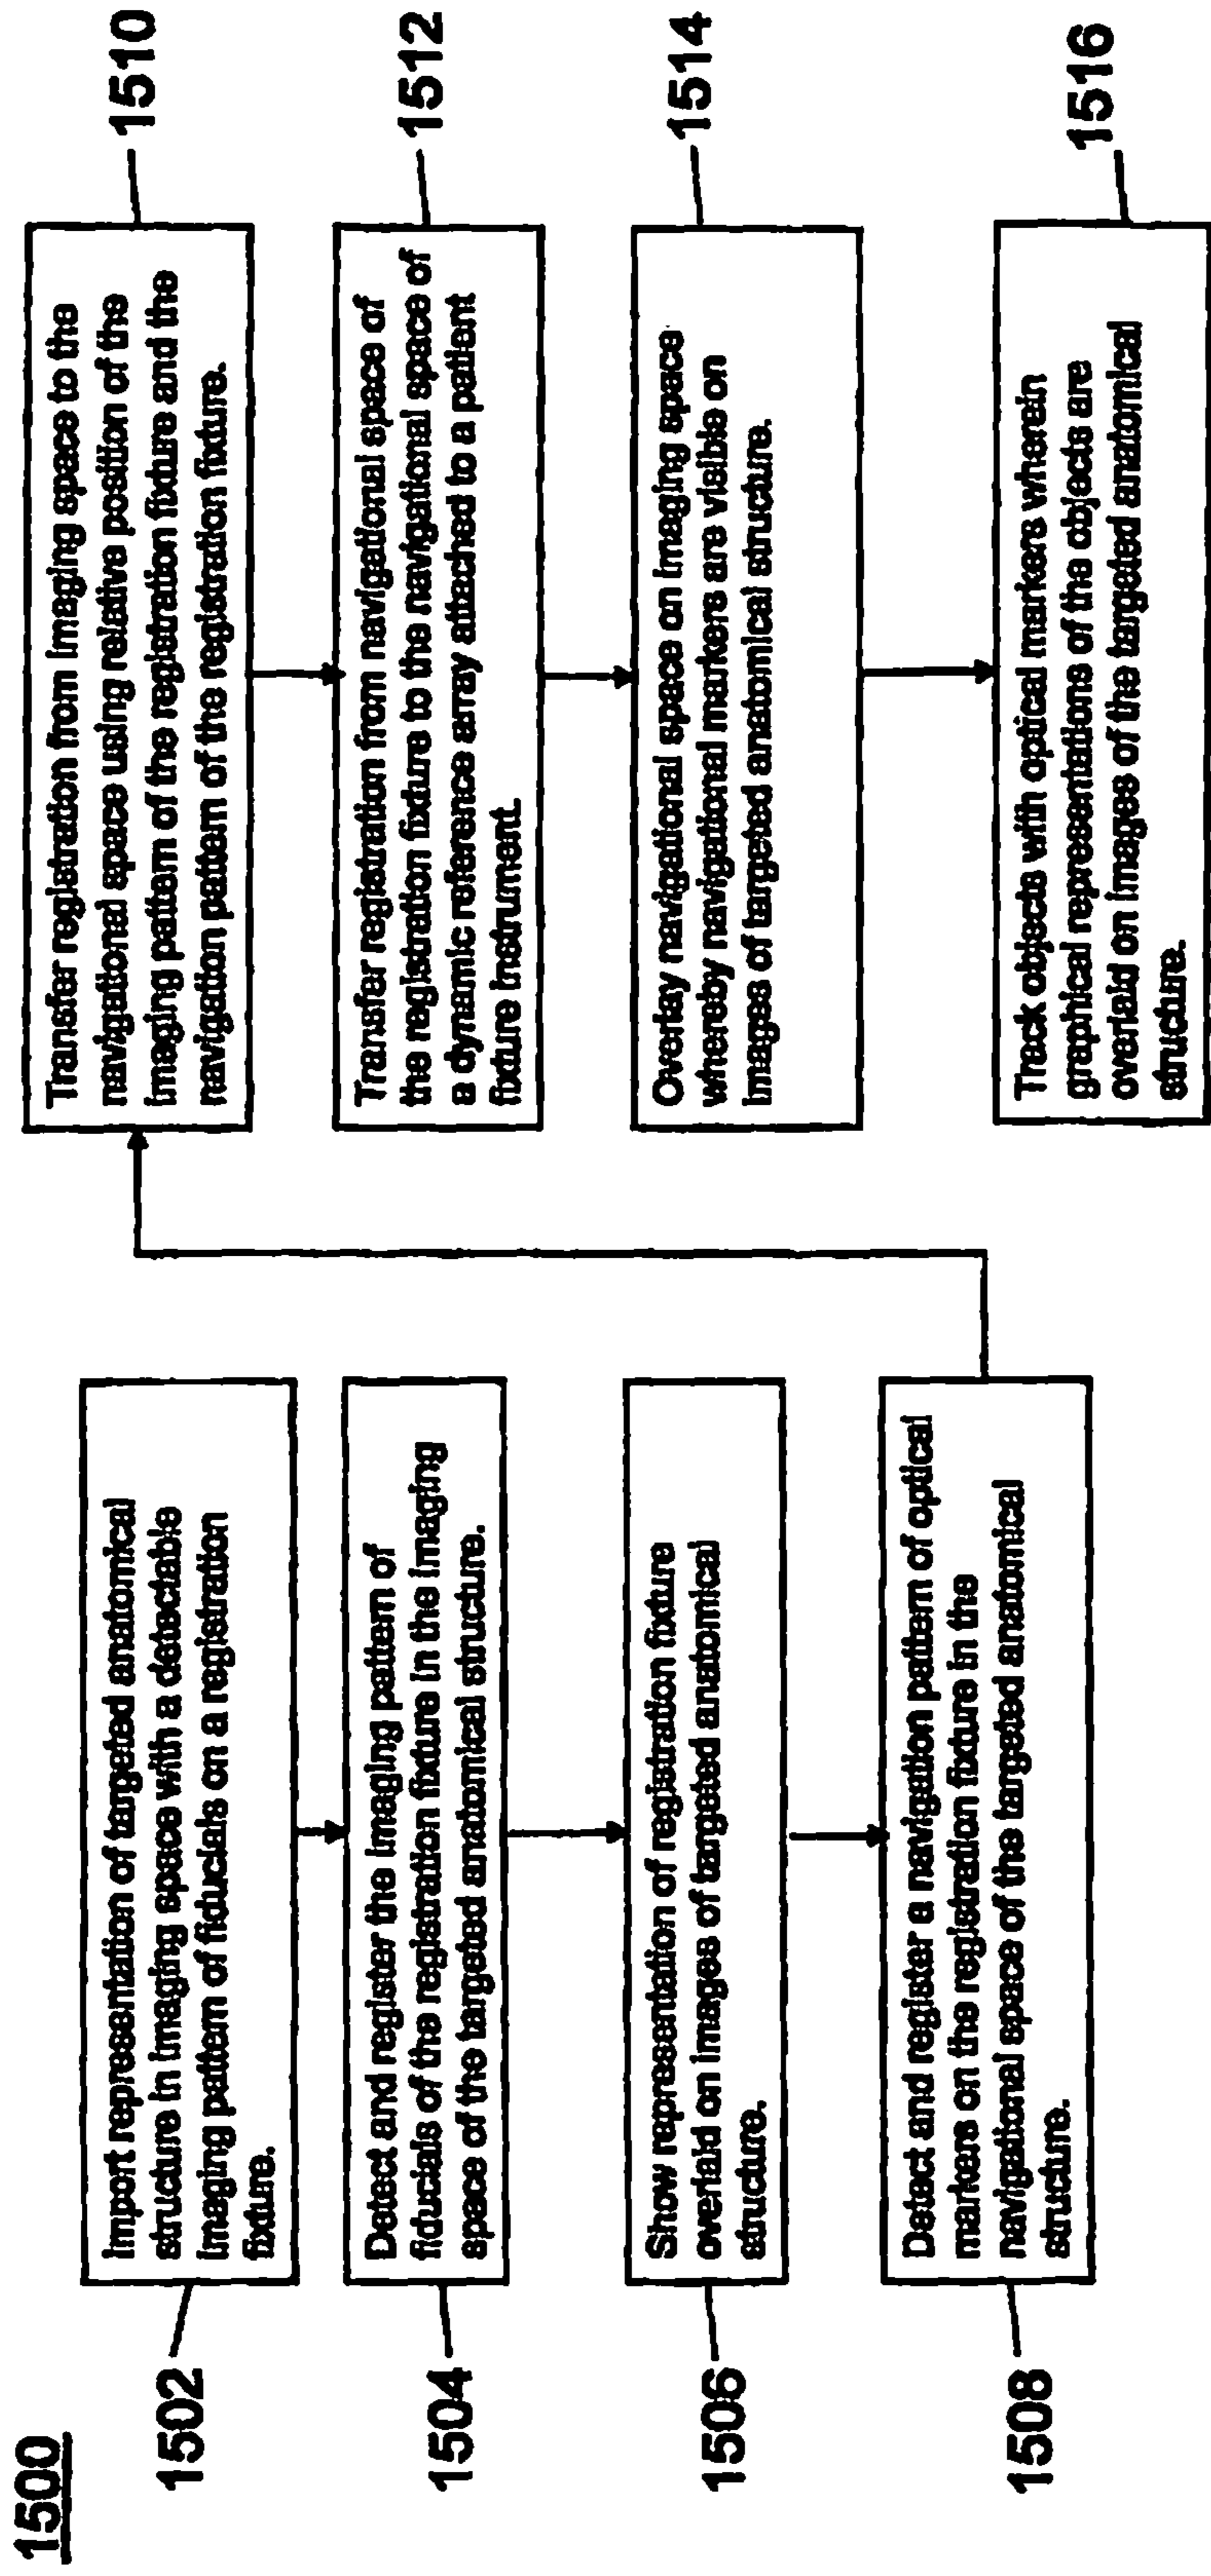 1500
1502
Import representation of targeted anatomical
structure in imaging space with a detectable
imaging pattern of fiducials on a registration
fixture.
1504
Detect and register the imaging pattern of
fiducials of the registration fixture in the imaging
space of the targeted anatomical structure.
1506
Show representation of registration fixture
overlaid on images of targeted anatomical
structure.
1508
Detect and register a navigation pattern of optical
markers on the registration fixture in the
navigational space of the targeted anatomical
structure.
1510
Transfer registration from imaging space to the
navigational space using relative position of the
imaging pattern of the registration fixture and the
navigation pattern of the registration fixture.
1512
Transfer registration from navigational space of
the registration fixture to the navigational space of
a dynamic reference array attached to a patient
fixture instrument.
1514
Overlay navigational space on imaging space
whereby navigational markers are visible on
images of targeted anatomical structure.
1516
Track objects with optical markers wherein
graphical representations of the objects are
overlaid on images of the targeted anatomical
structure.